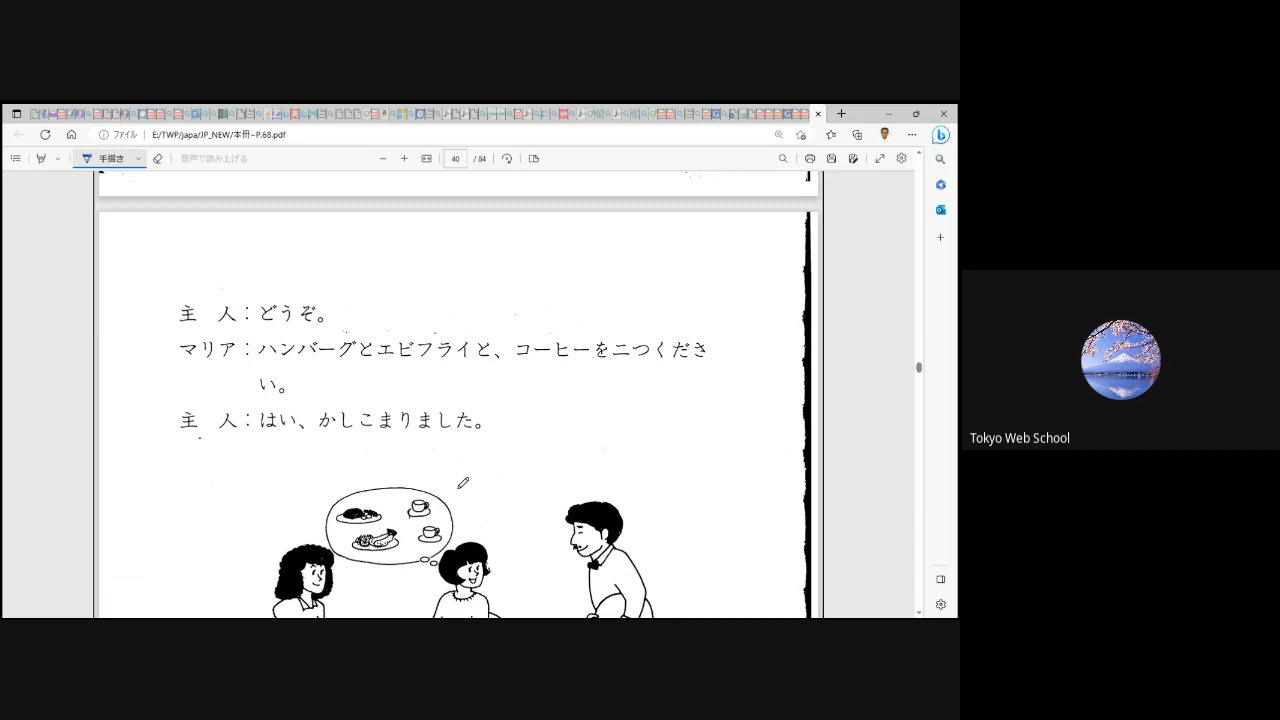 ファイル
E:/TWP/japa/JP_NEW/本冊~P.68.pdf
手描き
音声で読み上げる
40 / 84
主　人：どうぞ。
マリア：ハンバーグとエビフライと、コーヒーを二つくださ
い。
主　人：はい、かしこまりました。
Tokyo Web School